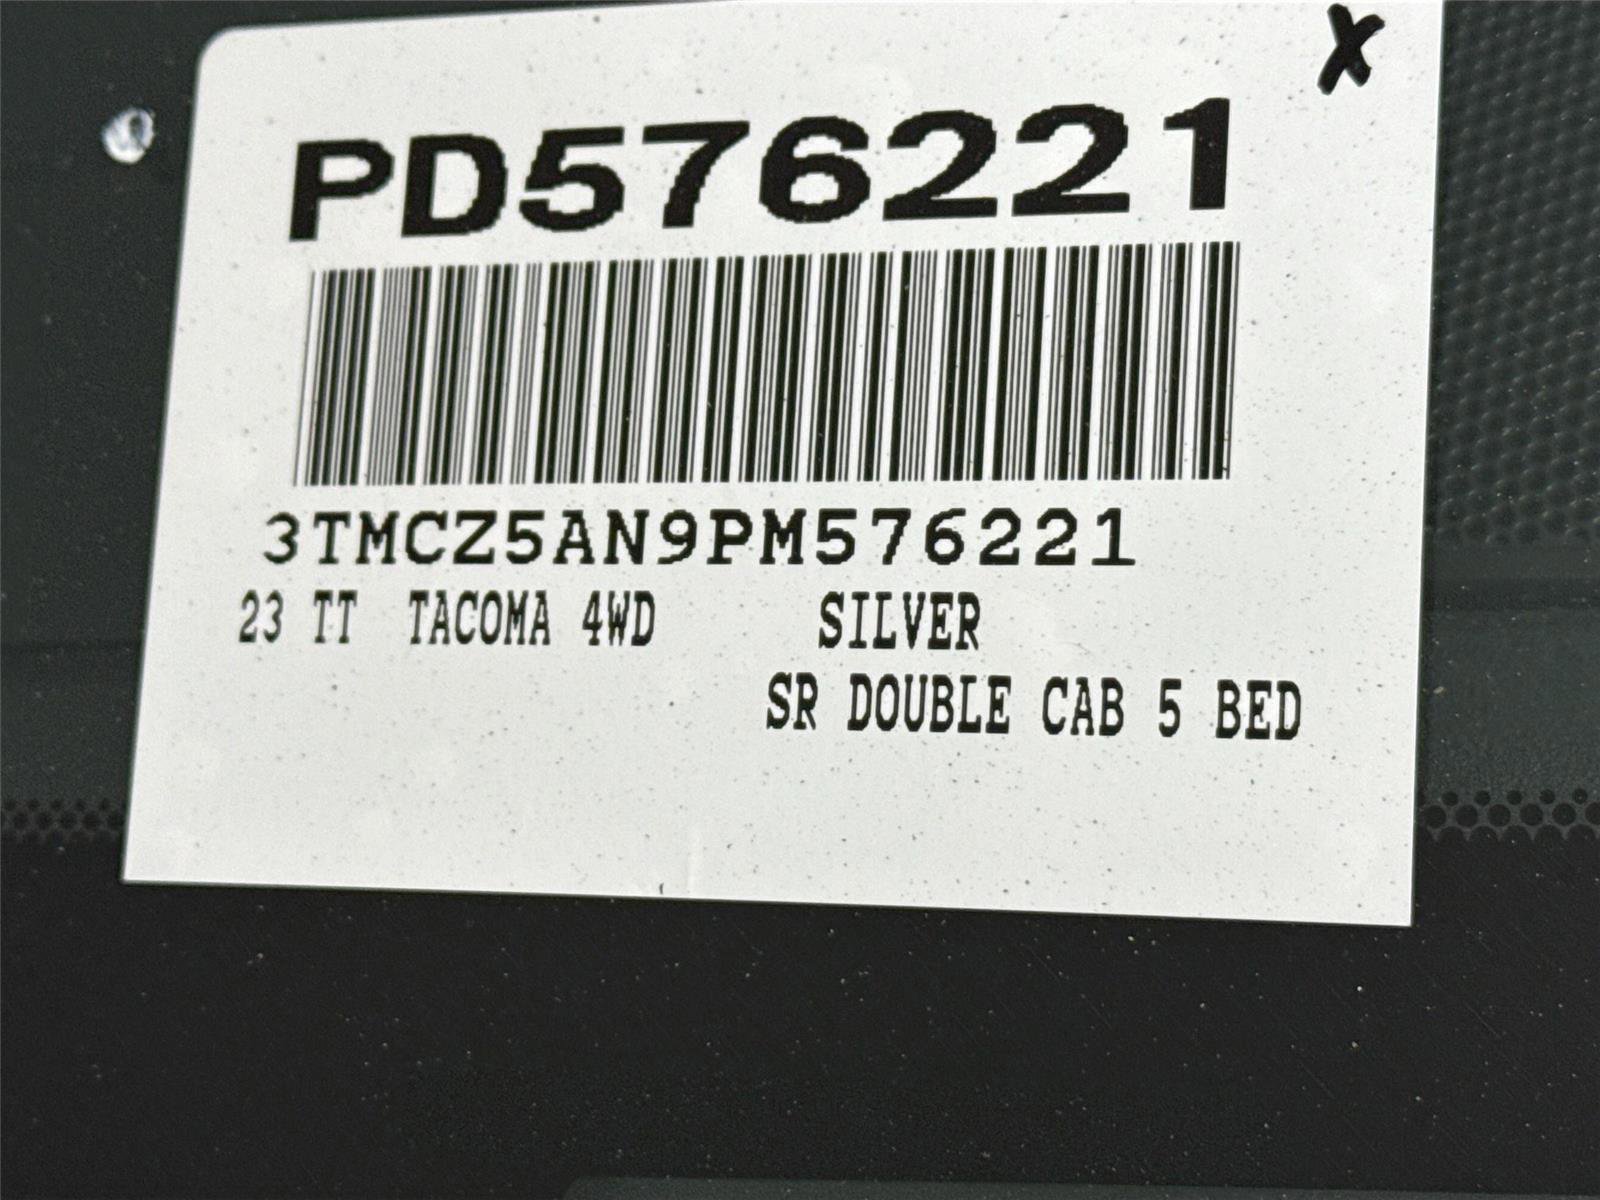 X
PD576221
3TMCZ5AN9PM576221
23 TT TACOMA 4WD SILVER
SR DOUBLE CAB 5 BED